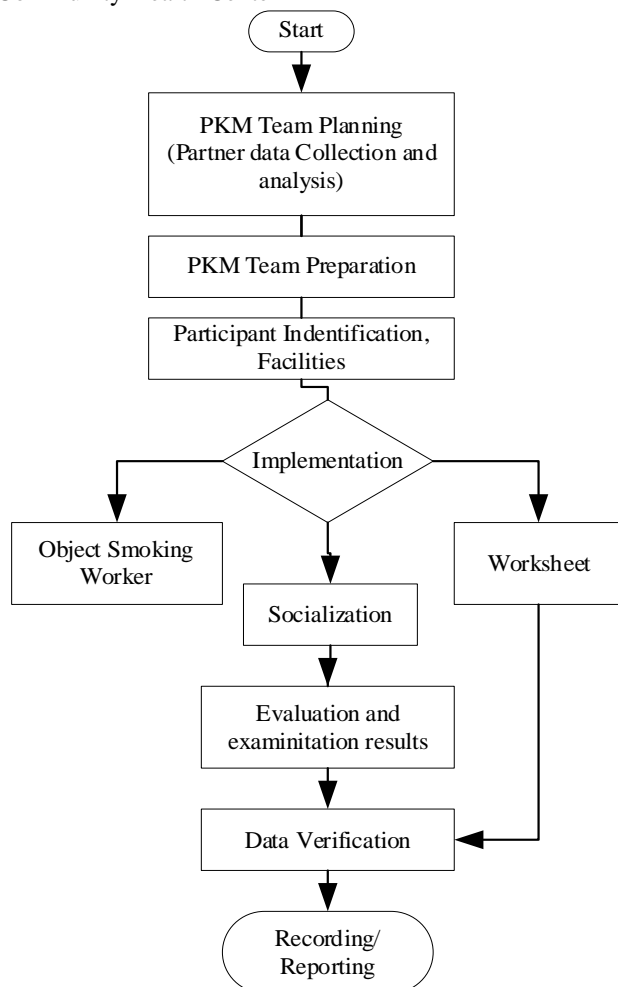 Start
PKM Team Planning
(Partner data Collection and
analysis)
PKM Team Preparation
Participant Indentification,
Facilities
Implementation
Object Smoking
Worker
Worksheet
Socialization
Evaluation and
examinitation results
Data Verification
Recording/
Reporting